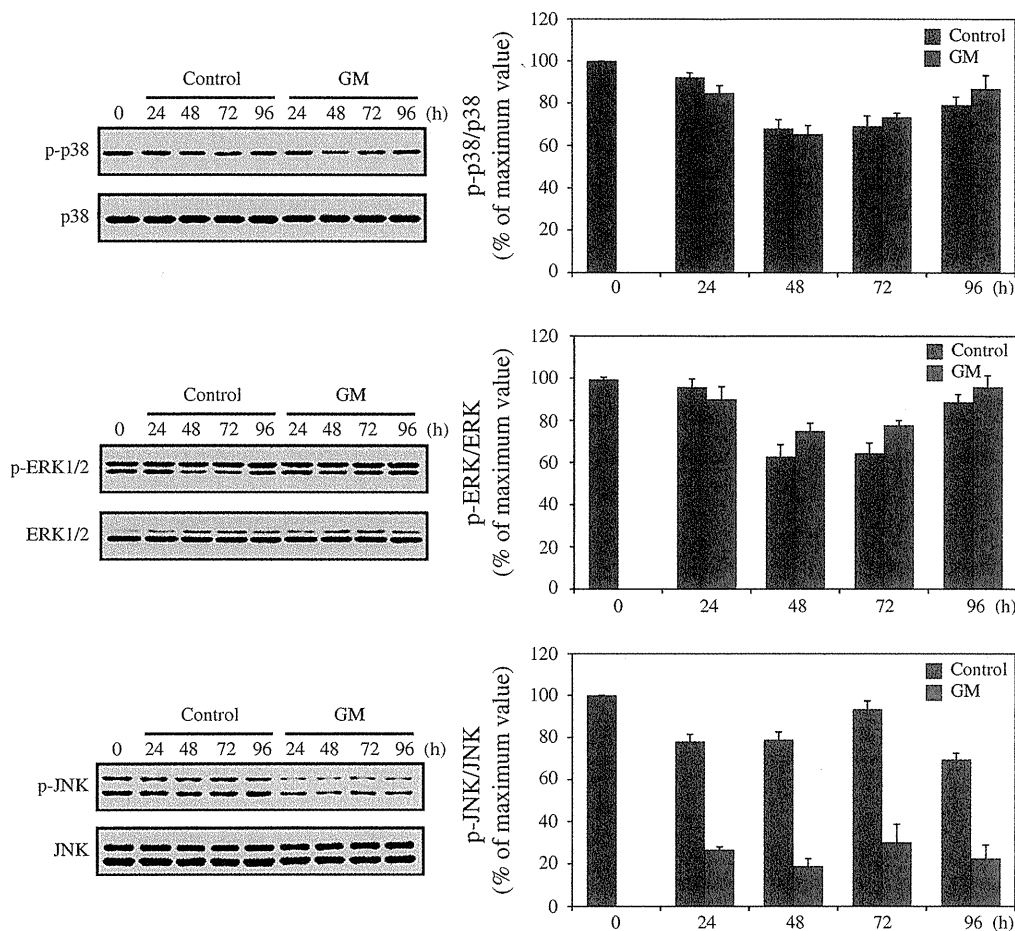 Control GM
0 24 48 72 96 24 48 72 96 (h)
p-p38
p38
p-p38/p38
(% of maximum value)
120
100
80
60
40
20
0
Control
GM
0 24 48 72 96 (h)
Control GM
0 24 48 72 96 24 48 72 96 (h)
p-ERK1/2
ERK1/2
p-ERK/ERK
(% of maximum value)
120
100
80
60
40
20
0
Control
GM
0 24 48 72 96 (h)
Control GM
0 24 48 72 96 24 48 72 96 (h)
p-JNK
JNK
p-JNK/JNK
(% of maximum value)
120
100
80
60
40
20
0
Control
GM
0 24 48 72 96 (h)